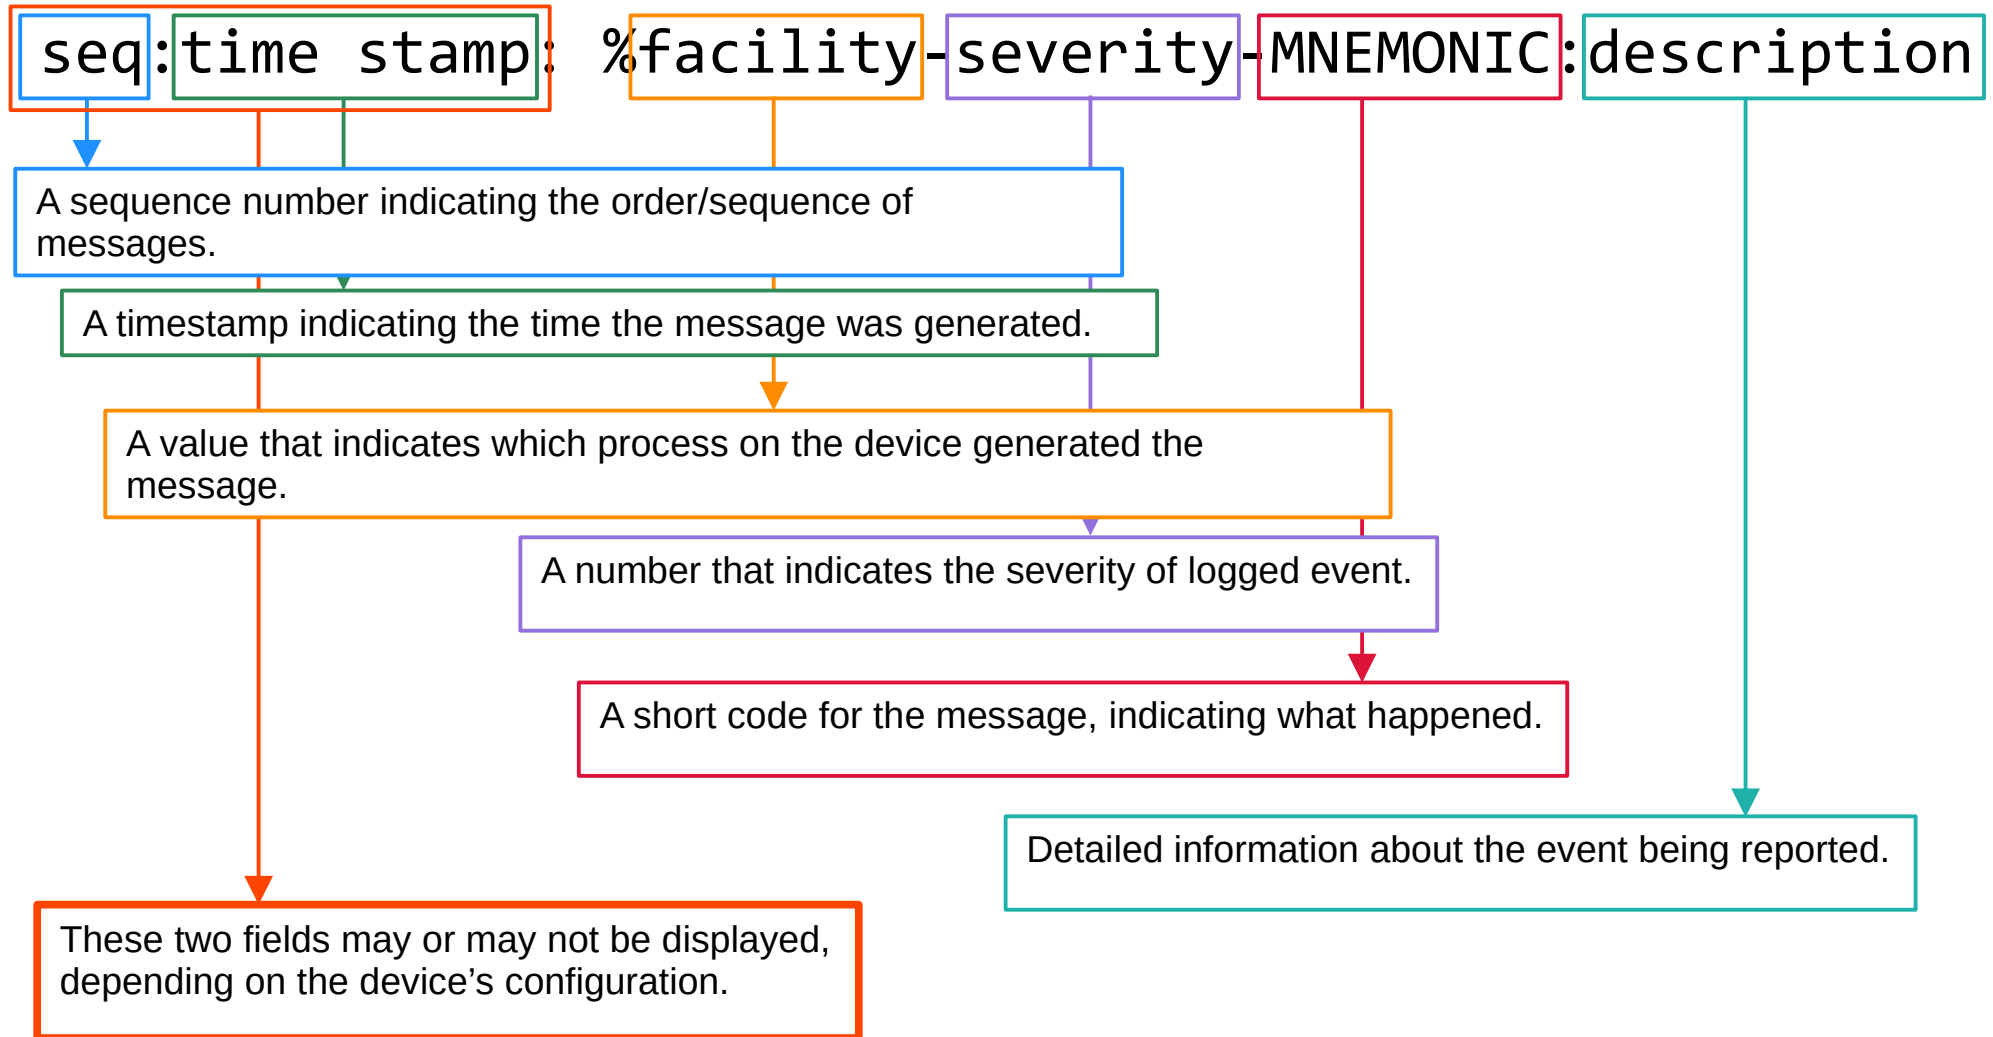 seq:time stamp: %facility-severity-MNEMONIC:description
A sequence number indicating the order/sequence of
messages.
A timestamp indicating the time the message was generated.
A value that indicates which process on the device generated the
message.
A number that indicates the severity of logged event.
A short code for the message, indicating what happened.
Detailed information about the event being reported.
These two fields may or may not be displayed,
depending on the device’s configuration.